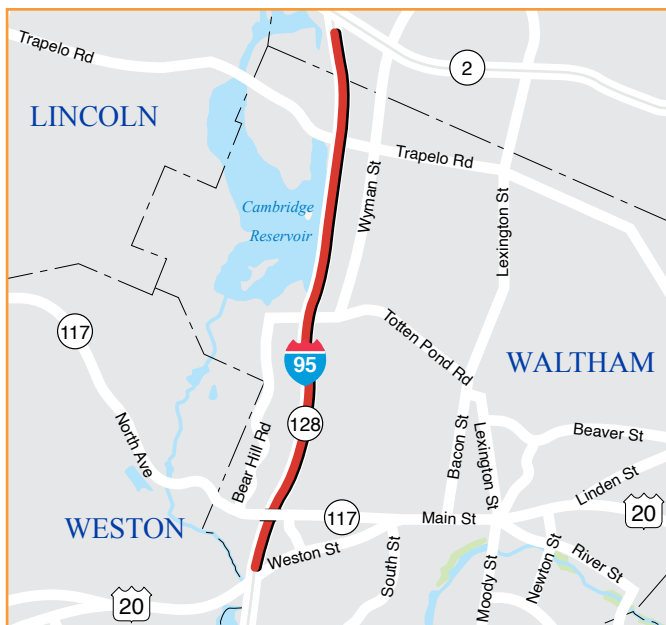 Trapelo Rd
2
LINCOLN
Trapelo Rd
Wyman St
Lexington St
Cambridge
Reservoir
117
Totten Pond Rd
95
WALTHAM
128
North Ave
Bear Hill Rd
Bacon St
Lexington St
Beaver St
Linden St
20
WESTON
117
Main St
Weston St
South St
Moody St
Newton St
River St
20